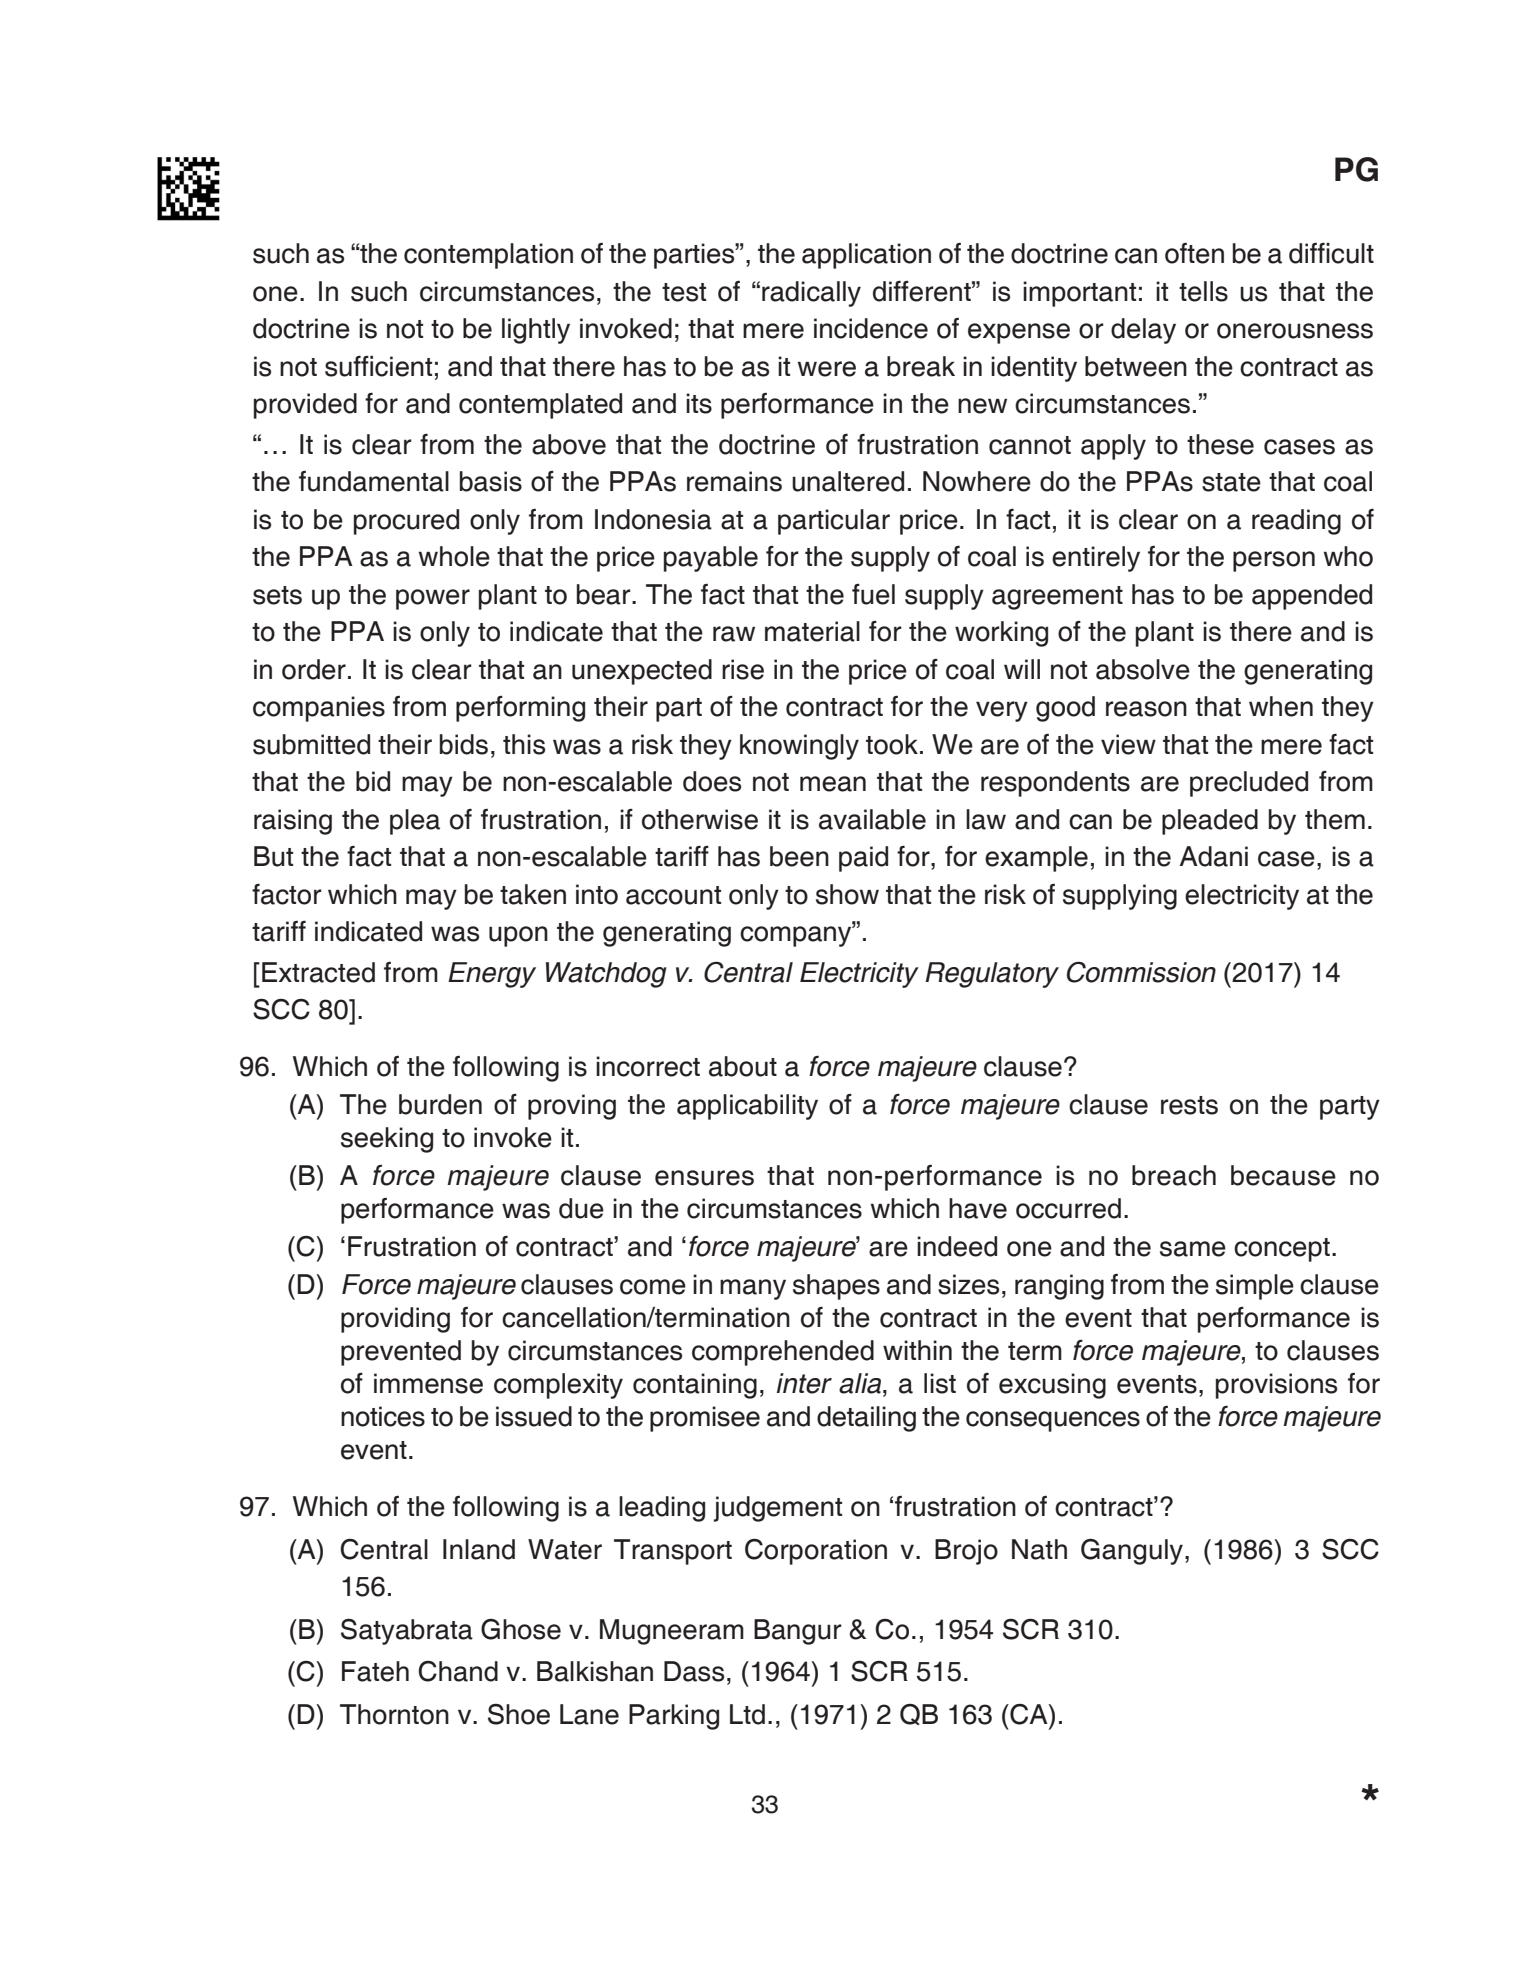 PG
such as “the contemplation of the parties”, the application of the doctrine can often be a difficult
one. In such circumstances, the test of “radically different” is important: it tells us that the
doctrine is not to be lightly invoked; that mere incidence of expense or delay or onerousness
is not sufficient; and that there has to be as it were a break in identity between the contract as
provided for and contemplated and its performance in the new circumstances.”
“… It is clear from the above that the doctrine of frustration cannot apply to these cases as
the fundamental basis of the PPAs remains unaltered. Nowhere do the PPAs state that coal
is to be procured only from Indonesia at a particular price. In fact, it is clear on a reading of
the PPA as a whole that the price payable for the supply of coal is entirely for the person who
sets up the power plant to bear. The fact that the fuel supply agreement has to be appended
to the PPA is only to indicate that the raw material for the working of the plant is there and is
in order. It is clear that an unexpected rise in the price of coal will not absolve the generating
companies from performing their part of the contract for the very good reason that when they
submitted their bids, this was a risk they knowingly took. We are of the view that the mere fact
that the bid may be non-escalable does not mean that the respondents are precluded from
raising the plea of frustration, if otherwise it is available in law and can be pleaded by them.
But the fact that a non-escalable tariff has been paid for, for example, in the Adani case, is a
factor which may be taken into account only to show that the risk of supplying electricity at the
tariff indicated was upon the generating company”.
[Extracted from Energy Watchdog v. Central Electricity Regulatory Commission (2017) 14
SCC 80].
96. Which of the following is incorrect about a force majeure clause?
(A) The burden of proving the applicability of a force majeure clause rests on the party
seeking to invoke it.
(B) A force majeure clause ensures that non-performance is no breach because no
performance was due in the circumstances which have occurred.
(C) ‘Frustration of contract’ and ‘force majeure’ are indeed one and the same concept.
(D) Force majeure clauses come in many shapes and sizes, ranging from the simple clause
providing for cancellation/termination of the contract in the event that performance is
prevented by circumstances comprehended within the term force majeure, to clauses
of immense complexity containing, inter alia, a list of excusing events, provisions for
notices to be issued to the promisee and detailing the consequences of the force majeure
event.
97. Which of the following is a leading judgement on ‘frustration of contract’?
(A) Central Inland Water Transport Corporation v. Brojo Nath Ganguly, (1986) 3 SCC
156.
(B) Satyabrata Ghose v. Mugneeram Bangur & Co., 1954 SCR 310.
(C) Fateh Chand v. Balkishan Dass, (1964) 1 SCR 515.
(D) Thornton v. Shoe Lane Parking Ltd., (1971) 2 QB 163 (CA).
33 *